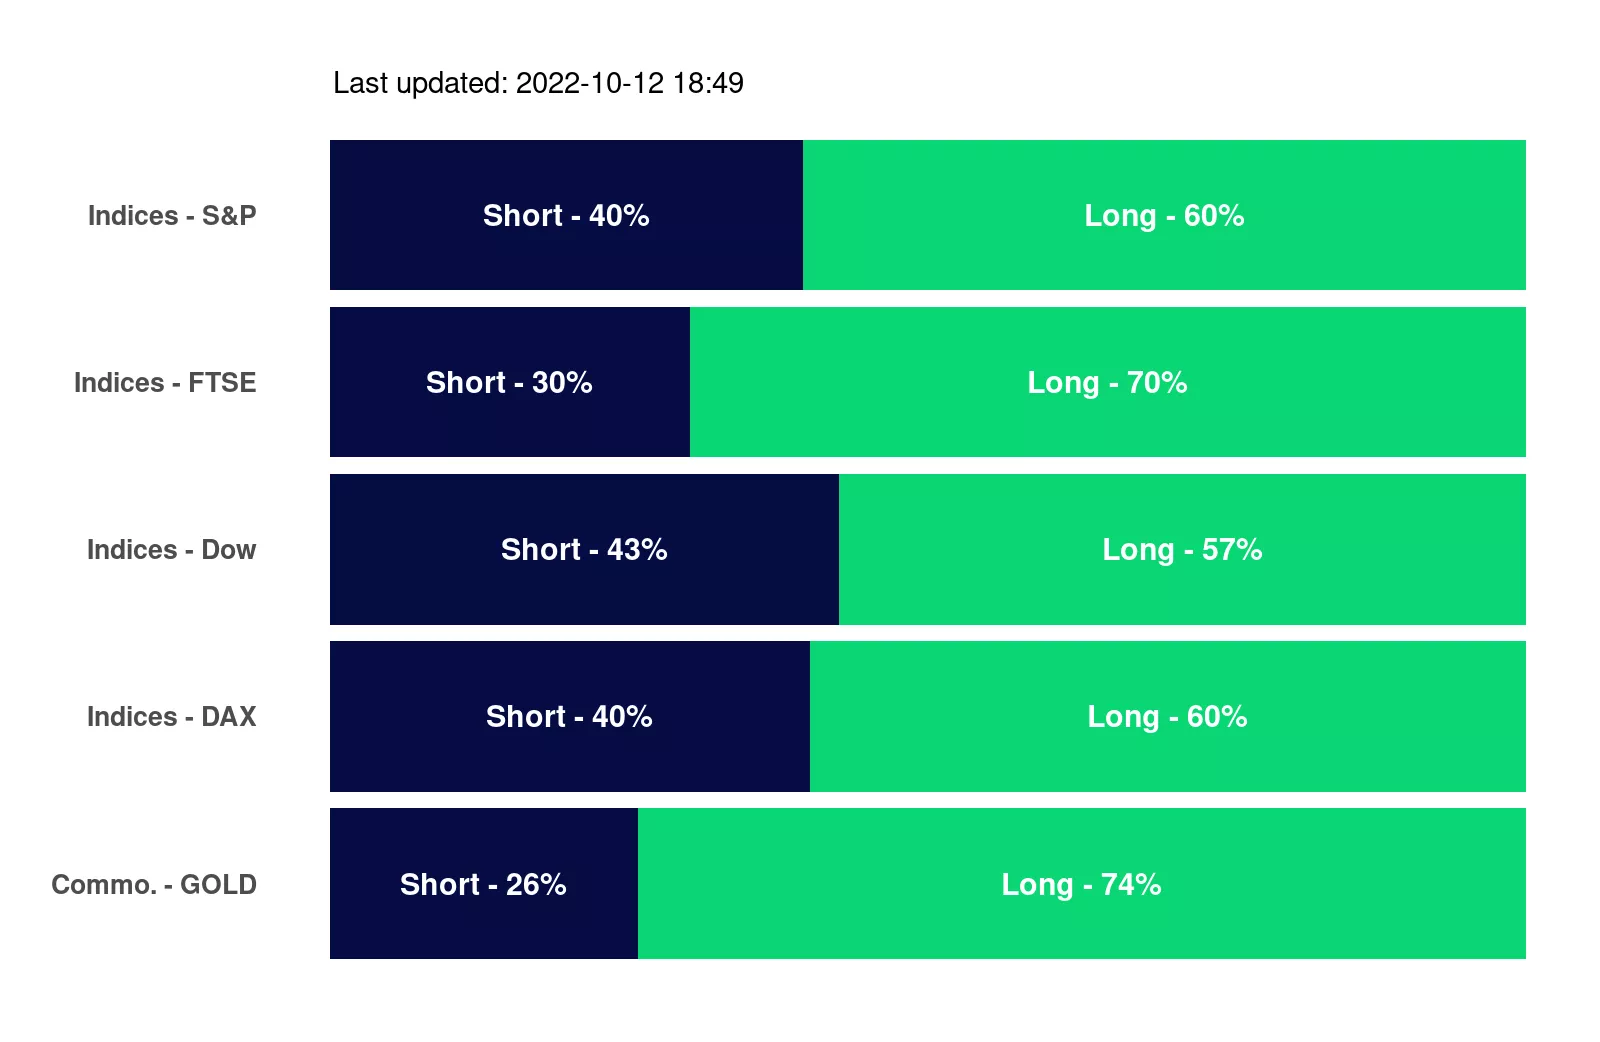 Last updated: 2022-10-12 18:49
Indices - S&P Short - 40% Long - 60%
Indices - FTSE Short - 30% Long - 70%
Indices - Dow Short - 43% Long - 57%
Indices - DAX Short - 40% Long - 60%
Commo. - GOLD Short - 26% Long - 74%